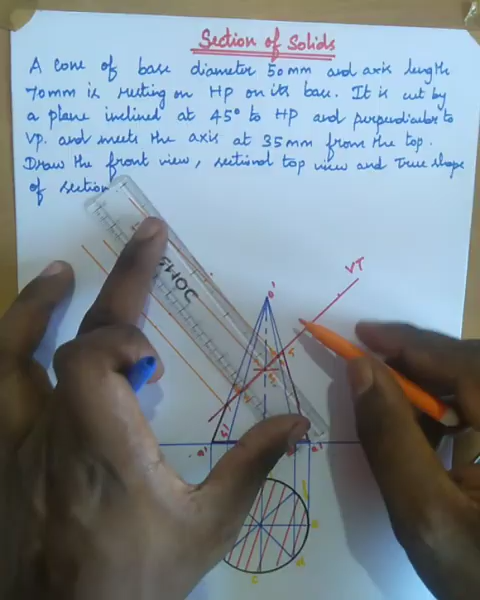 Section of Solids
A Cone of base diameter 50mm and axis length
70mm is resting on HP on its base. It is cut by
a plane inclined at 45° to HP and perpendicular to
VP. and meets the axis at 35mm from the top.
Draw the front view, sectional top view and True shape
of section.
VT
o'
a'